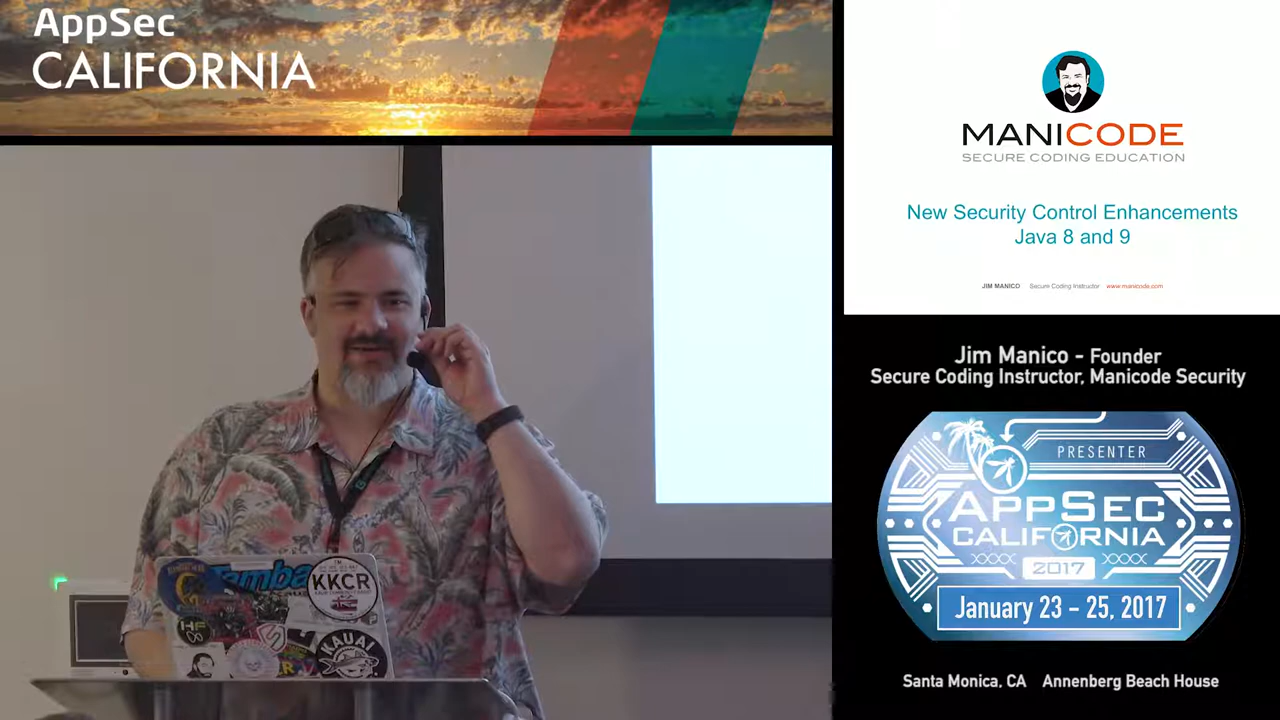 AppSec
CALIFORNIA
MANICODE
SECURE CODING EDUCATION
New Security Control Enhancements
Java 8 and 9
JIM MANICO Secure Coding Instructor www.manicode.com
Jim Manico - Founder
Secure Coding Instructor, Manicode Security
PRESENTER
APPSEC
CALIFORNIA
2017
January 23 - 25, 2017
Santa Monica, CA Annenberg Beach House
KKCR
HF
KAUAI